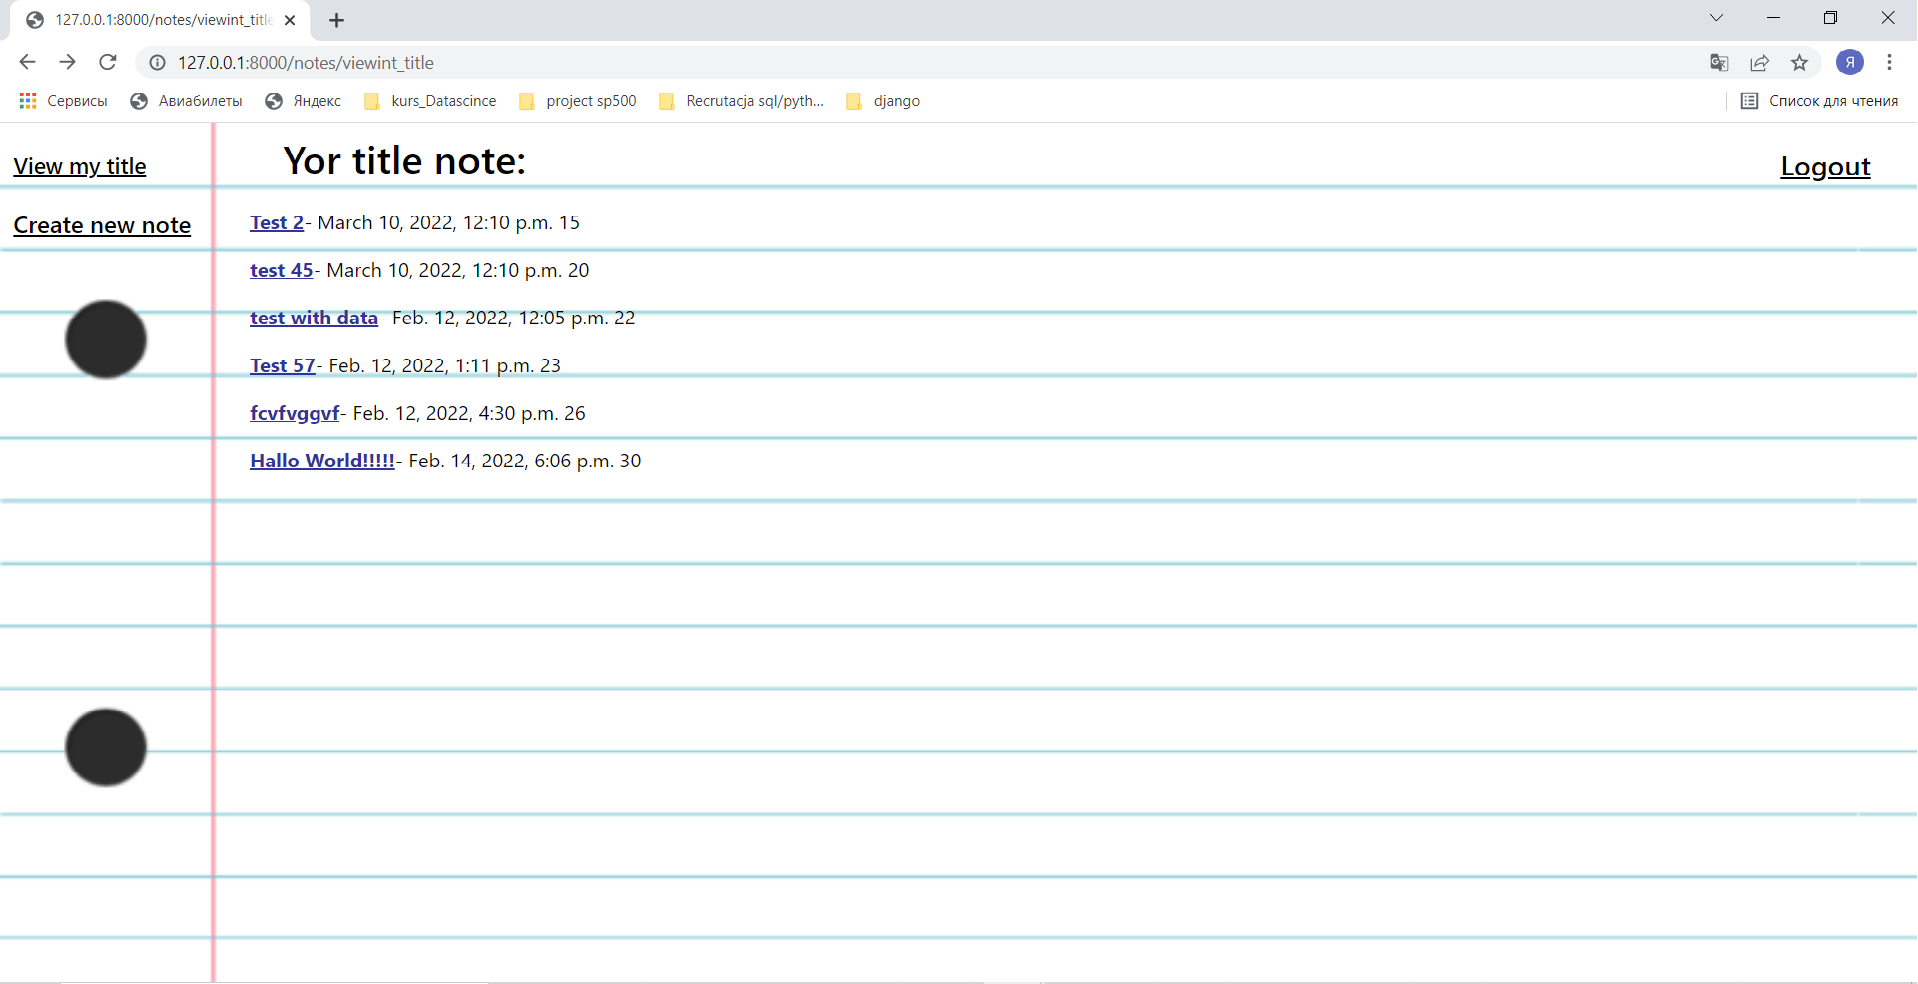 127.0.0.1:8000/notes/viewint_title
127.0.0.1:8000/notes/viewint_title
Я
Сервисы Авиабилеты Яндекс kurs_Datascince project sp500 Recrutacja sql/pyth... django Список для чтения
View my title
Yor title note:
Logout
Create new note
Test 2- March 10, 2022, 12:10 p.m. 15
test 45- March 10, 2022, 12:10 p.m. 20
test with data- Feb. 12, 2022, 12:05 p.m. 22
Test 57- Feb. 12, 2022, 1:11 p.m. 23
fcvfvggvf- Feb. 12, 2022, 4:30 p.m. 26
Hallo World!!!!!- Feb. 14, 2022, 6:06 p.m. 30